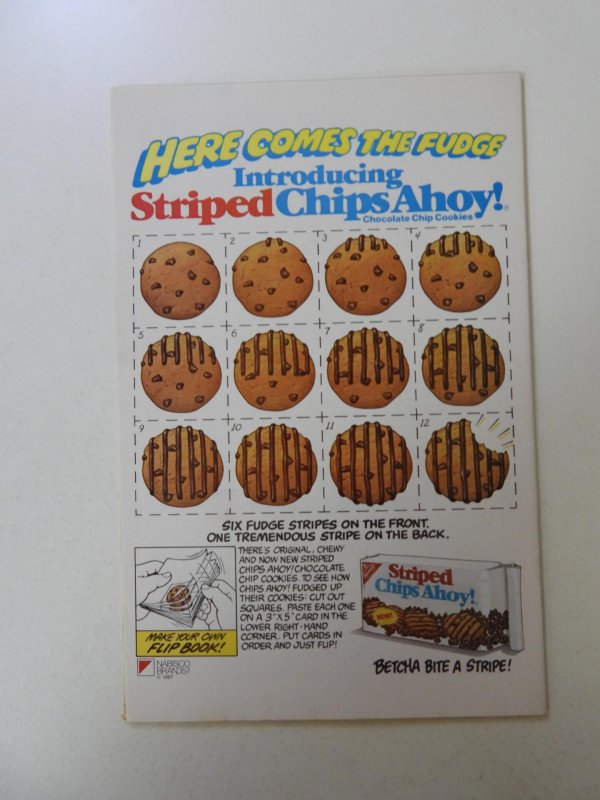 HERE COMES THE FUDGE
Introducing
Striped Chips Ahoy!
Chocolate Chip Cookies
1
2
3
4
5
6
7
8
9
10
11
12
SIX FUDGE STRIPES ON THE FRONT.
ONE TREMENDOUS STRIPE ON THE BACK.
THERE'S ORIGINAL, CHEWY
AND NOW NEW STRIPED
CHIPS AHOY! CHOCOLATE
CHIP COOKIES. TO SEE HOW
CHIPS AHOY! FUDGED UP
THEIR COOKIES: CUT OUT
SQUARES. PASTE EACH ONE
ON A 3"X5" CARD IN THE
LOWER RIGHT-HAND
CORNER. PUT CARDS IN
ORDER AND JUST FLIP!
MAKE YOUR OWN
FLIP BOOK!
NABISCO
BRANDS
© 1987
Striped
Chips Ahoy!
NEW!
BETCHA BITE A STRIPE!